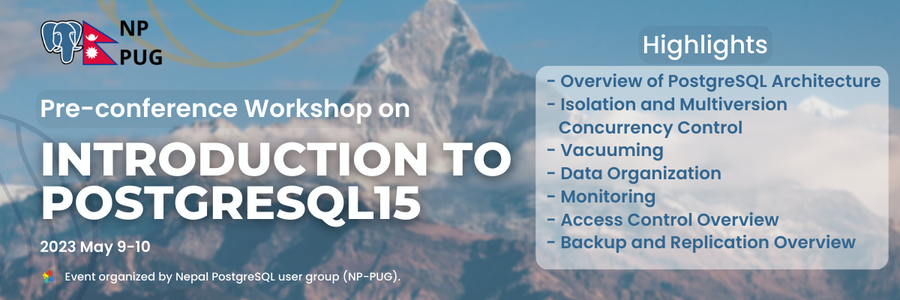 NP
PUG
Pre-conference Workshop on
INTRODUCTION TO
POSTGRESQL15
2023 May 9-10
Event organized by Nepal PostgreSQL user group (NP-PUG).
Highlights
- Overview of PostgreSQL Architecture
- Isolation and Multiversion
Concurrency Control
- Vacuuming
- Data Organization
- Monitoring
- Access Control Overview
- Backup and Replication Overview